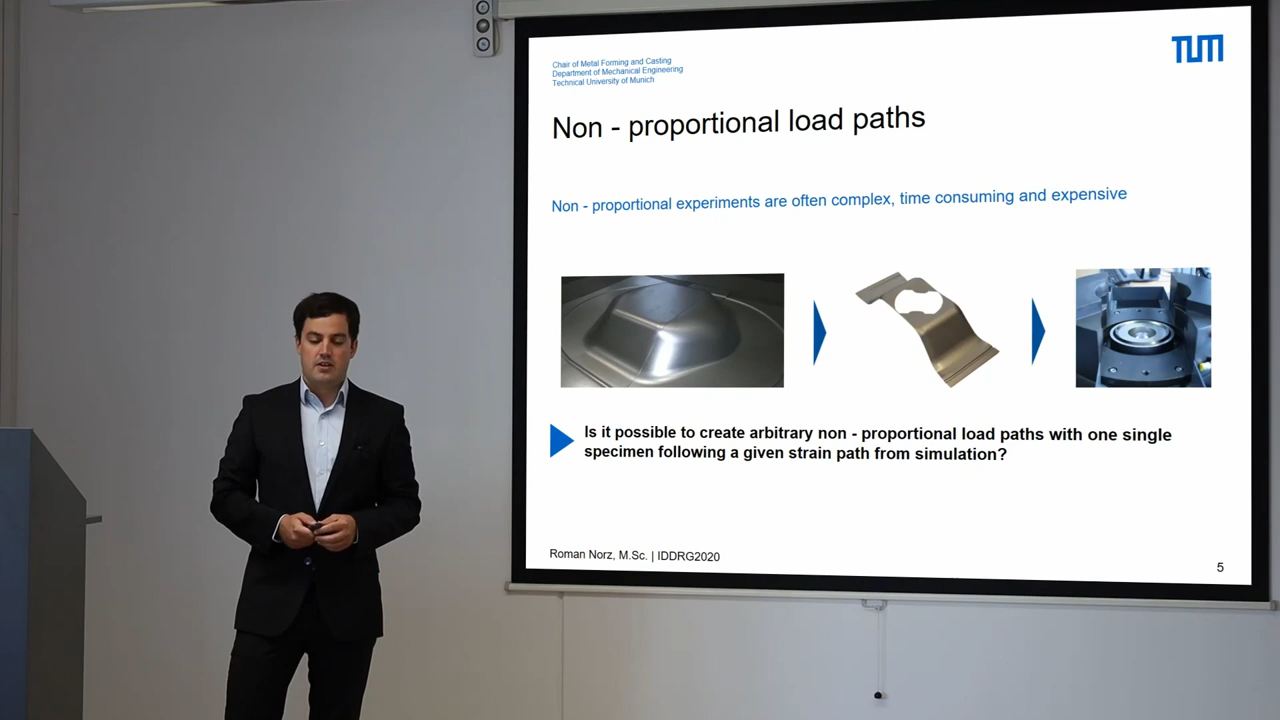 Chair of Metal Forming and Casting
Department of Mechanical Engineering
Technical University of Munich
TUM
Non - proportional load paths
Non - proportional experiments are often complex, time consuming and expensive
Is it possible to create arbitrary non - proportional load paths with one single
specimen following a given strain path from simulation?
Roman Norz, M.Sc. | IDDRG2020
5